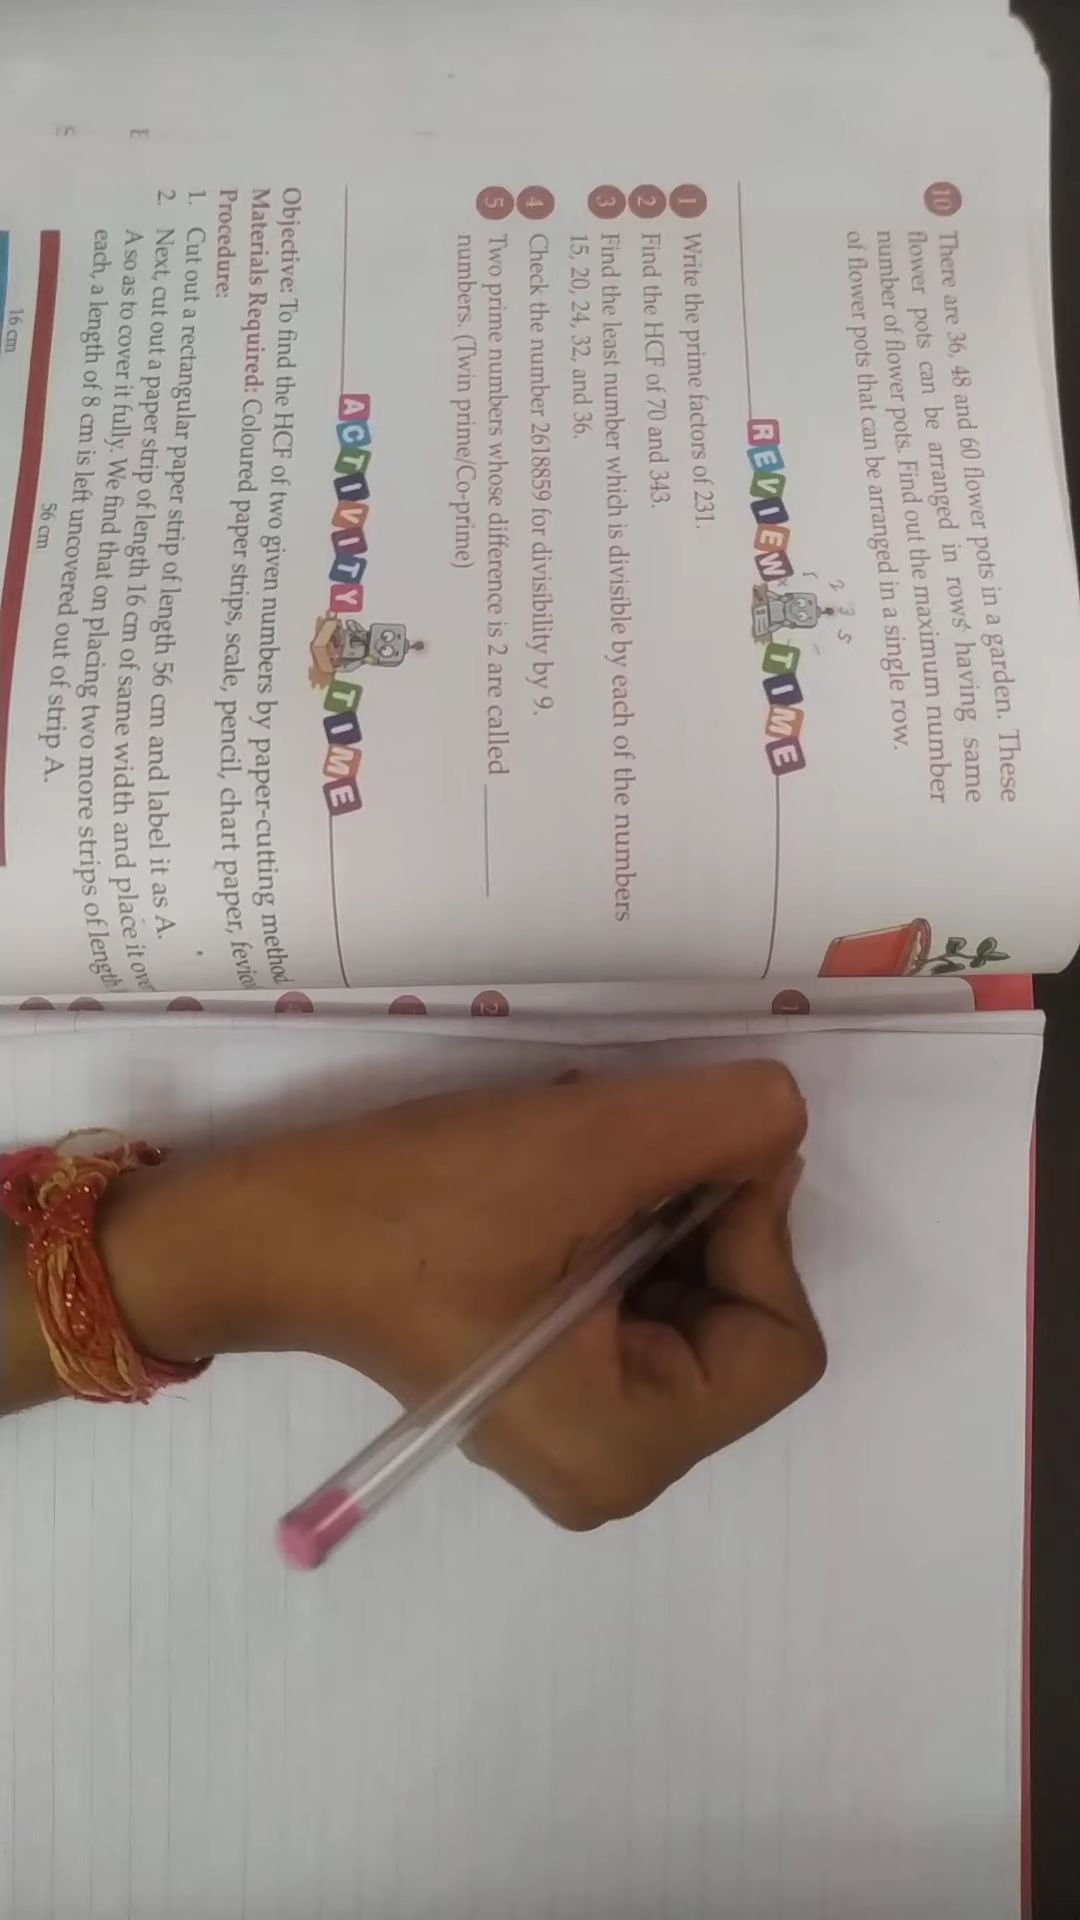 10 There are 36, 48 and 60 flower pots in a garden. These
flower pots can be arranged in rows having same
number of flower pots. Find out the maximum number
of flower pots that can be arranged in a single row.
2 3 5
REVIEW TIME
1 Write the prime factors of 231.
2 Find the HCF of 70 and 343.
3 Find the least number which is divisible by each of the numbers
15, 20, 24, 32, and 36.
4 Check the number 2618859 for divisibility by 9.
5 Two prime numbers whose difference is 2 are called
numbers. (Twin prime/Co-prime)
ACTIVITY TIME
Objective: To find the HCF of two given numbers by paper-cutting method
Materials Required: Coloured paper strips, scale, pencil, chart paper,
Procedure:
1. Cut out a rectangular paper strip of length 56 cm and label it as A.
2. Next, cut out a paper strip of length 16 cm of same width and place it
A so as to cover it fully. We find that on placing two more strips of length
each, a length of 8 cm is left uncovered out of strip A.
56 cm
16 cm
1
2